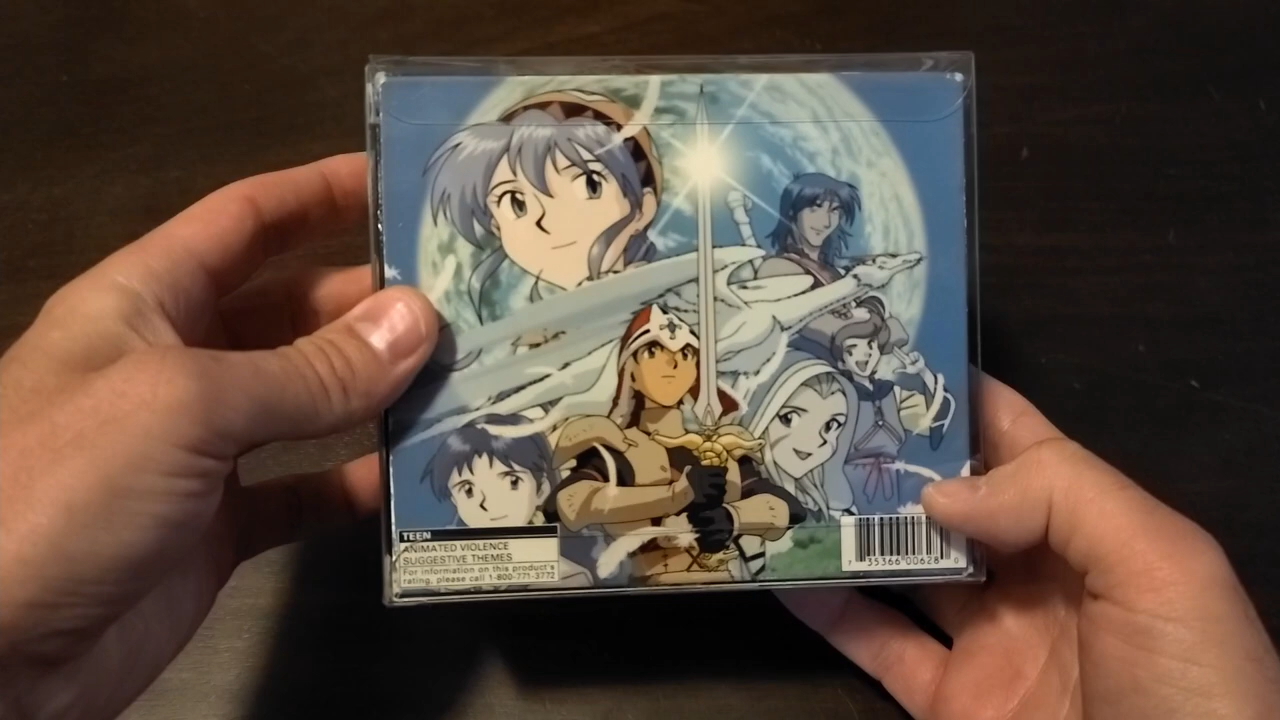 TEEN
ANIMATED VIOLENCE
SUGGESTIVE THEMES
For information on this product's
rating, please call 1-800-771-3772
7 35366 00628 0